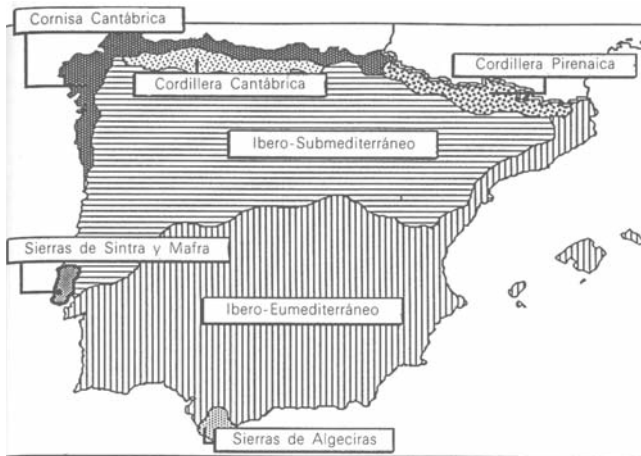 Cornisa Cantábrica
Cordillera Pirenaica
Cordillera Cantábrica
Ibero-Submediterráneo
Sierras de Sintra y Mafra
Ibero-Eumediterráneo
Sierras de Algeciras